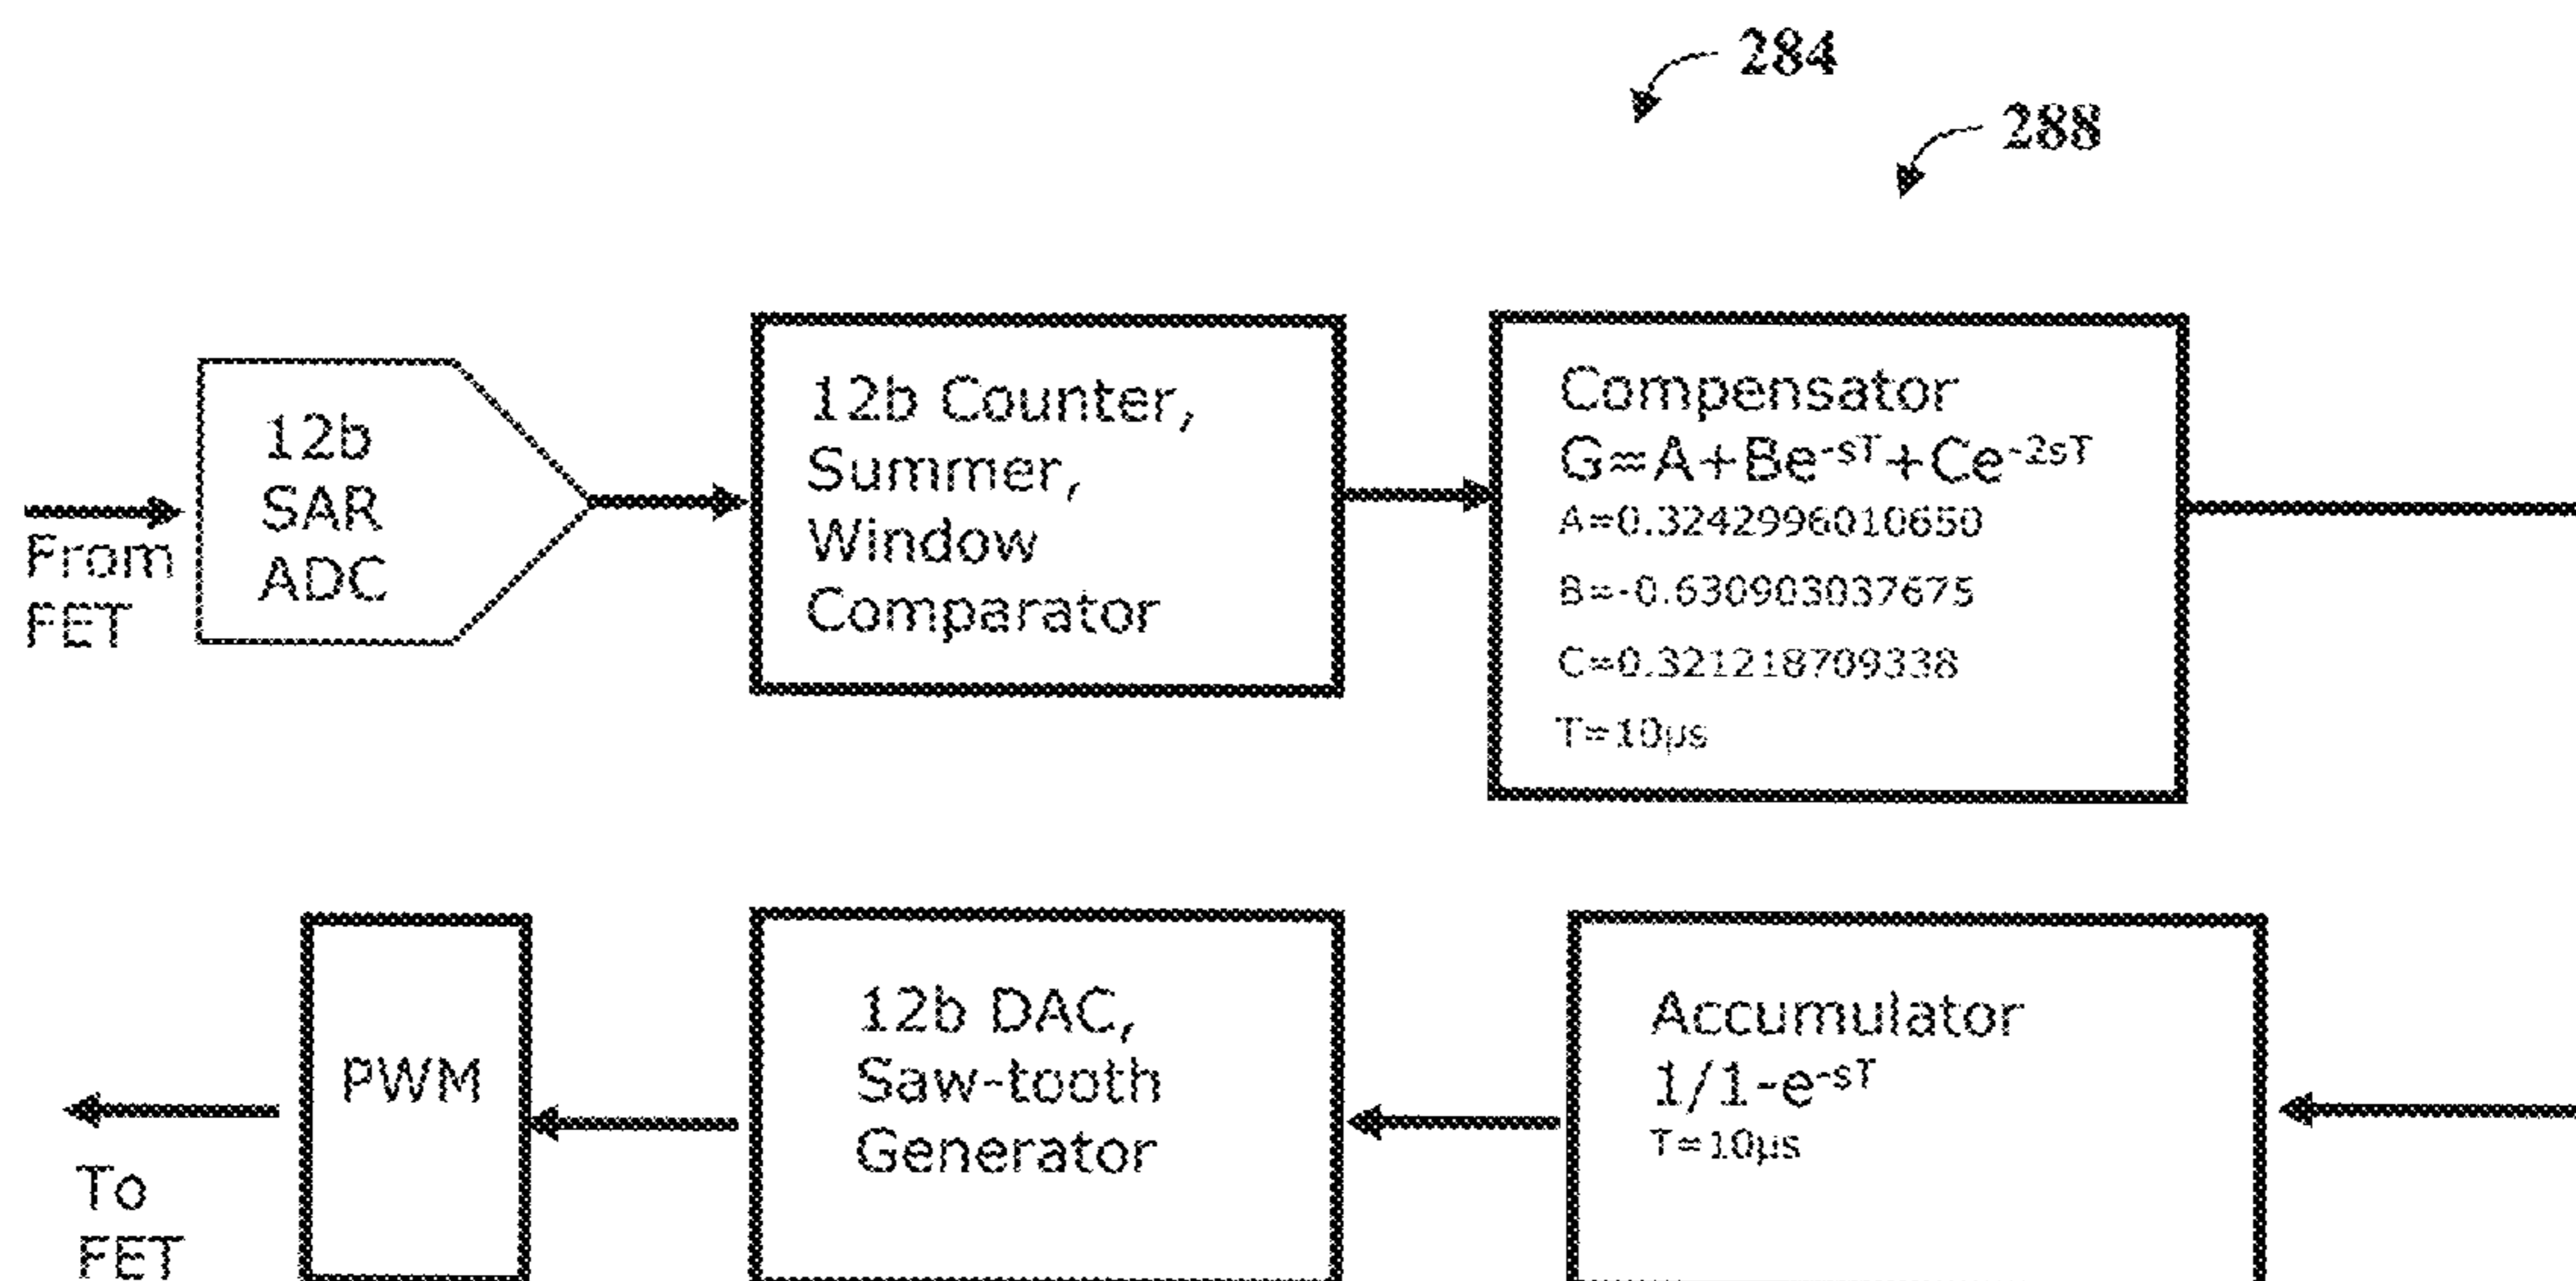 284
288
From
FET
12b
SAR
ADC
12b Counter,
Summer,
Window
Comparator
Compensator
G=A+Be⁻ˢᵀ+Ce⁻²ˢᵀ
A=0.3242996010650
B=-0.630903037675
C=0.321218709338
T=10μs
To
FET
PWM
12b DAC,
Saw-tooth
Generator
Accumulator
1/1-e⁻ˢᵀ
T=10μs